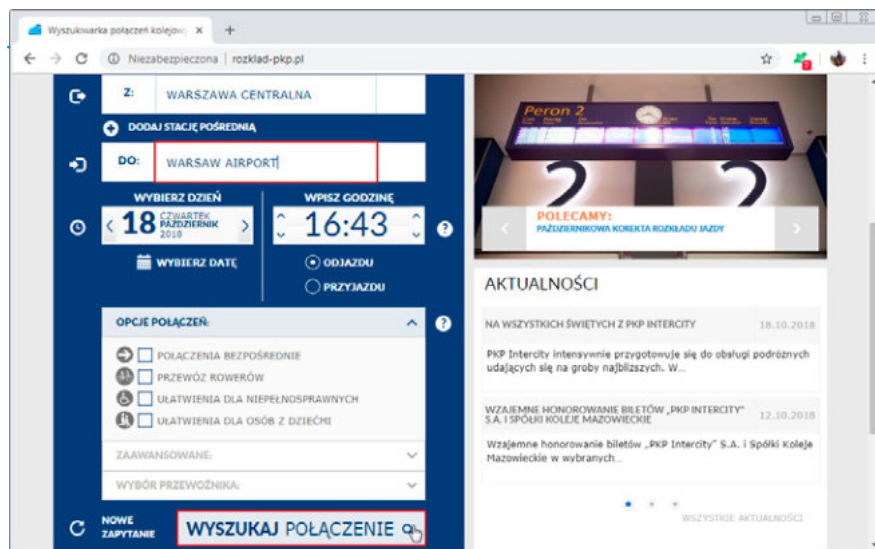 Wyszukiwarka połączeń kolejowy
Niezabezpieczona | rozklad-pkp.pl
Z: WARSZAWA CENTRALNA
DODAJ STACJĘ POŚREDNIĄ
DO: WARSAW AIRPORT
WYBIERZ DZIEŃ
WPISZ GODZINĘ
18 CZWARTEK
PAŹDZIERNIK
2018
16:43
WYBIERZ DATĘ
ODJAZDU
PRZYJAZDU
OPCJE POŁĄCZEŃ:
POŁĄCZENIA BEZPOŚREDNIE
PRZEWÓZ ROWERÓW
UŁATWIENIA DLA NIEPEŁNOSPRAWNYCH
UŁATWIENIA DLA OSÓB Z DZIEĆMI
ZAAWANSOWANE:
WYBÓR PRZEWOŹNIKA:
NOWE
ZAPYTANIE
WYSZUKAJ POŁĄCZENIE
Peron 2
2 2
POLECAMY:
PAŹDZIERNIKOWA KOREKTA ROZKŁADU JAZDY
AKTUALNOŚCI
NA WSZYSTKICH ŚWIĘTYCH Z PKP INTERCITY 18.10.2018
PKP Intercity intensywnie przygotowuje się do obsługi podróżnych
udających się na groby najbliższych. W...
WZAJEMNE HONOROWANIE BILETÓW „PKP INTERCITY"
S.A. I SPÓŁKI KOLEJE MAZOWIECKIE 12.10.2018
Wzajemne honorowanie biletów „PKP Intercity" S.A. i Spółki Koleje
Mazowieckie w wybranych...
WSZYSTKIE AKTUALNOŚCI